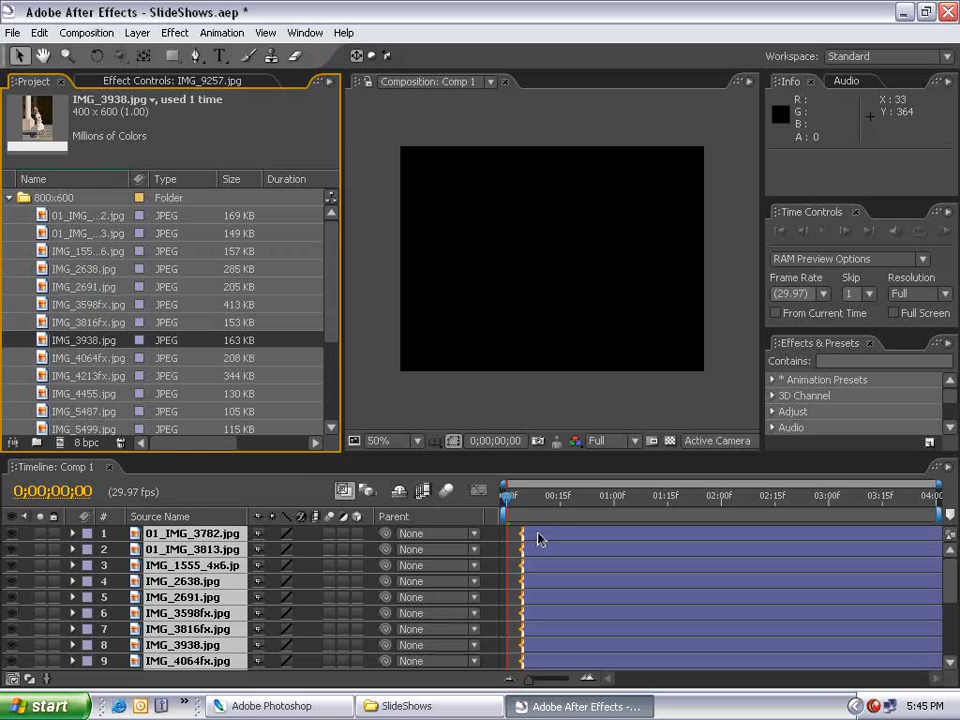 Adobe After Effects - SlideShows.aep *
File Edit Composition Layer Effect Animation View Window Help
Workspace: Standard
Project Effect Controls: IMG_9257.jpg
IMG_3938.jpg, used 1 time
400 x 600 (1.00)
Millions of Colors
Name Type Size Duration
800x600 Folder
01_IMG_...2.jpg JPEG 169 KB
01_IMG_...3.jpg JPEG 149 KB
IMG_155...6.jpg JPEG 157 KB
IMG_2638.jpg JPEG 285 KB
IMG_2691.jpg JPEG 205 KB
IMG_3598fx.jpg JPEG 413 KB
IMG_3816fx.jpg JPEG 153 KB
IMG_3938.jpg JPEG 163 KB
IMG_4064fx.jpg JPEG 208 KB
IMG_4213fx.jpg JPEG 344 KB
IMG_4455.jpg JPEG 130 KB
IMG_5487.jpg JPEG 105 KB
IMG_5499.jpg JPEG 115 KB
8 bpc
Composition: Comp 1
50% 0;00;00;00 Full Active Camera
Info Audio
R : X : 33
G : Y : 364
B :
A : 0
Time Controls
RAM Preview Options
Frame Rate Skip Resolution
(29.97) 1 Full
From Current Time Full Screen
Effects & Presets
Contains:
* Animation Presets
3D Channel
Adjust
Audio
Timeline: Comp 1
0;00;00;00 (29.97 fps)
00:15f 01:00f 01:15f 02:00f 02:15f 03:00f 03:15f 04:00
# Source Name Parent
1 01_IMG_3782.jpg None
2 01_IMG_3813.jpg None
3 IMG_1555_4x6.jp None
4 IMG_2638.jpg None
5 IMG_2691.jpg None
6 IMG_3598fx.jpg None
7 IMG_3816fx.jpg None
8 IMG_3938.jpg None
9 IMG_4064fx.jpg None
start Adobe Photoshop SlideShows Adobe After Effects -... 5:45 PM